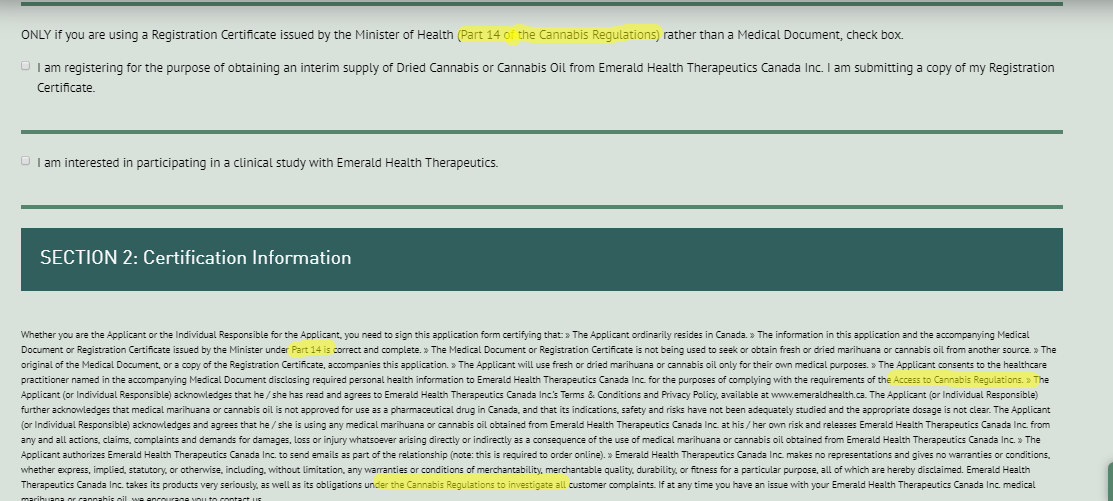 ONLY if you are using a Registration Certificate issued by the Minister of Health (Part 14 of the Cannabis Regulations) rather than a Medical Document, check box.
I am registering for the purpose of obtaining an interim supply of Dried Cannabis or Cannabis Oil from Emerald Health Therapeutics Canada Inc. I am submitting a copy of my Registration
Certificate.
I am interested in participating in a clinical study with Emerald Health Therapeutics.
SECTION 2: Certification Information
Whether you are the Applicant or the Individual Responsible for the Applicant, you need to sign this application form certifying that: » The Applicant ordinarily resides in Canada. » The information in this application and the accompanying Medical
Document or Registration Certificate issued by the Minister under Part 14 is correct and complete. » The Medical Document or Registration Certificate is not being used to seek or obtain fresh or dried marihuana or cannabis oil from another source. » The
original of the Medical Document, or a copy of the Registration Certificate, accompanies this application. » The Applicant will use fresh or dried marihuana or cannabis oil only for their own medical purposes. » The Applicant consents to the healthcare
practitioner named in the accompanying Medical Document disclosing required personal health information to Emerald Health Therapeutics Canada Inc. for the purposes of complying with the requirements of the Access to Cannabis Regulations. » The
Applicant (or Individual Responsible) acknowledges that he / she has read and agrees to Emerald Health Therapeutics Canada Inc.'s Terms & Conditions and Privacy Policy, available at www.emeraldhealth.ca. The Applicant (or Individual Responsible)
further acknowledges that medical marihuana or cannabis oil is not approved for use as a pharmaceutical drug in Canada, and that its indications, safety and risks have not been adequately studied and the appropriate dosage is not clear. The Applicant
(or Individual Responsible) acknowledges and agrees that he / she is using any medical marihuana or cannabis oil obtained from Emerald Health Therapeutics Canada Inc. at his / her own risk and releases Emerald Health Therapeutics Canada Inc. from
any and all actions, claims, complaints and demands for damages, loss or injury whatsoever arising directly or indirectly as a consequence of the use of medical marihuana or cannabis oil obtained from Emerald Health Therapeutics Canada Inc. » The
Applicant authorizes Emerald Health Therapeutics Canada Inc. to send emails as part of the relationship (note: this is required to order online). » Emerald Health Therapeutics Canada Inc. makes no representations and gives no warranties or conditions,
whether express, implied, statutory, or otherwise, including, without limitation, any warranties or conditions of merchantability, merchantable quality, durability, or fitness for a particular purpose, all of which are hereby disclaimed. Emerald Health
Therapeutics Canada Inc. takes its products very seriously, as well as its obligations under the Cannabis Regulations to investigate all customer complaints. If at any time you have an issue with your Emerald Health Therapeutics Canada Inc. medical
marihuana or cannabis oil, we encourage you to contact us.